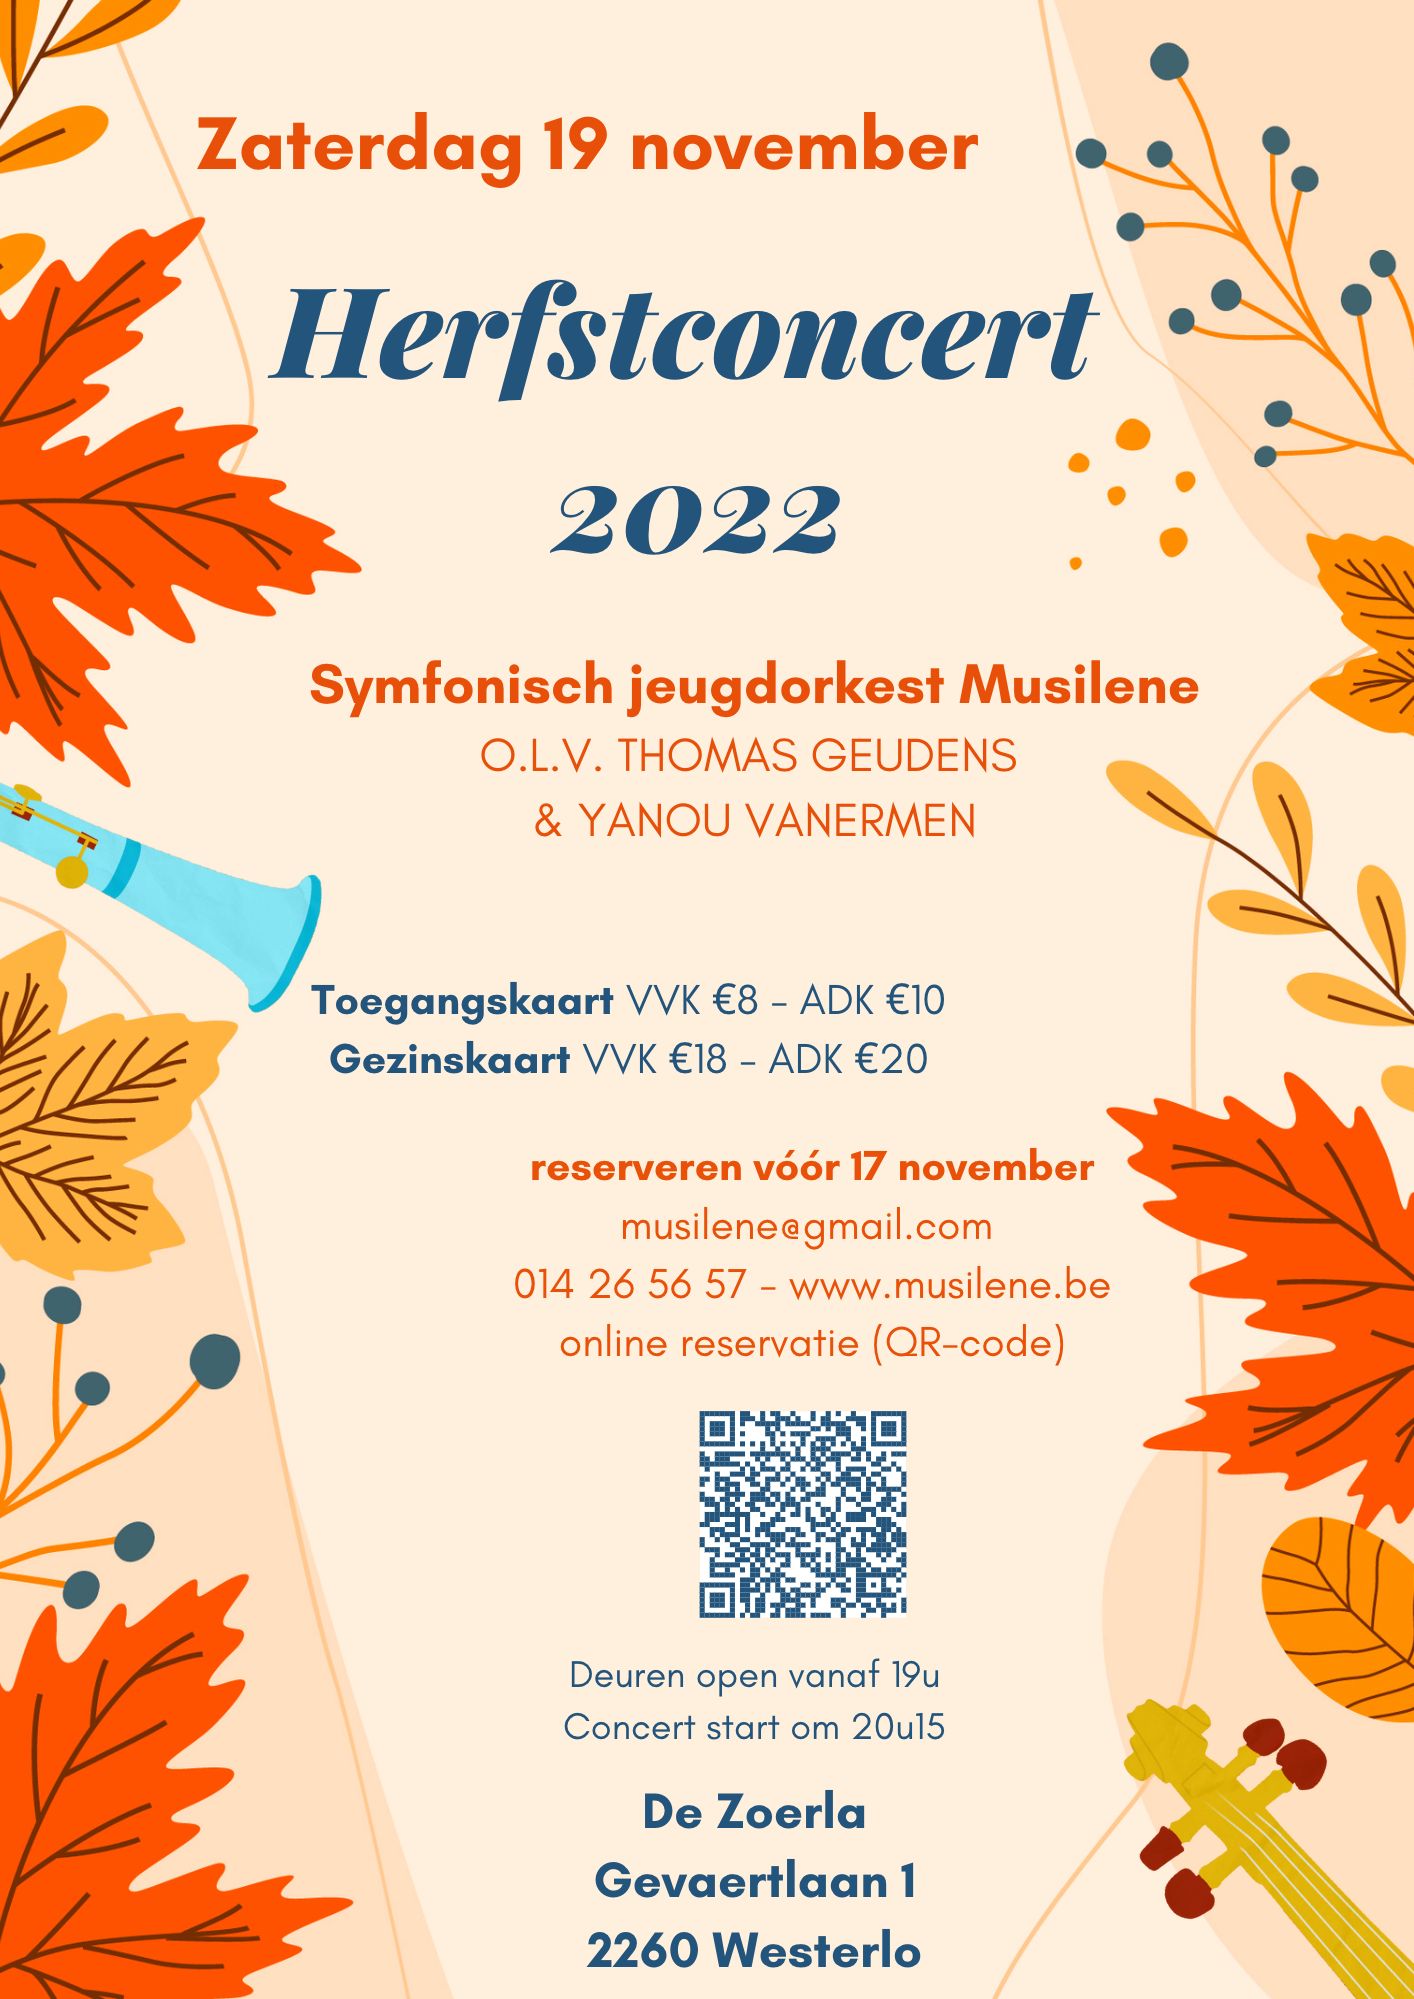 Zaterdag 19 november
Herfstconcert
2022
Symfonisch jeugdorkest Musilene
O.L.V. THOMAS GEUDENS
& YANOU VANERMEN
Toegangskaart VVK €8 - ADK €10
Gezinskaart VVK €18 - ADK €20
reserveren vóór 17 november
musilene@gmail.com
014 26 56 57 - www.musilene.be
online reservatie (QR-code)
Deuren open vanaf 19u
Concert start om 20u15
De Zoerla
Gevaertlaan 1
2260 Westerlo